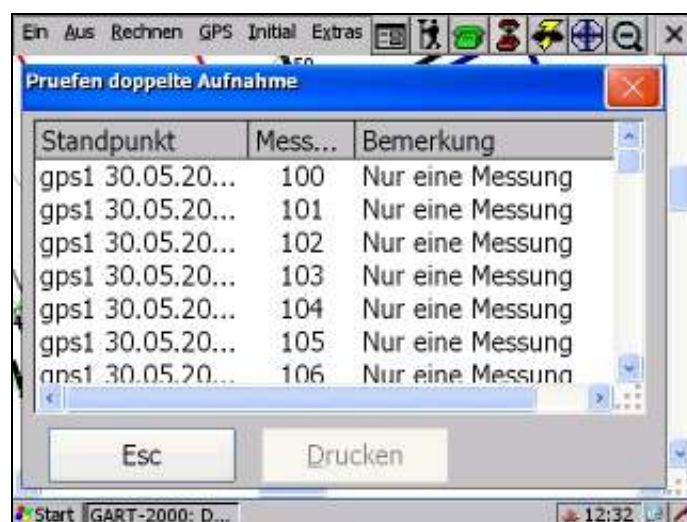 Ein Aus Rechnen GPS Initial Extras
50
Pruefen doppelte Aufnahme
Standpunkt Mess... Bemerkung
gps1 30.05.20... 100 Nur eine Messung
gps1 30.05.20... 101 Nur eine Messung
gps1 30.05.20... 102 Nur eine Messung
gps1 30.05.20... 103 Nur eine Messung
gps1 30.05.20... 104 Nur eine Messung
gps1 30.05.20... 105 Nur eine Messung
gps1 30.05.20... 106 Nur eine Messung
Esc Drucken
Start GART-2000: D... 12:32